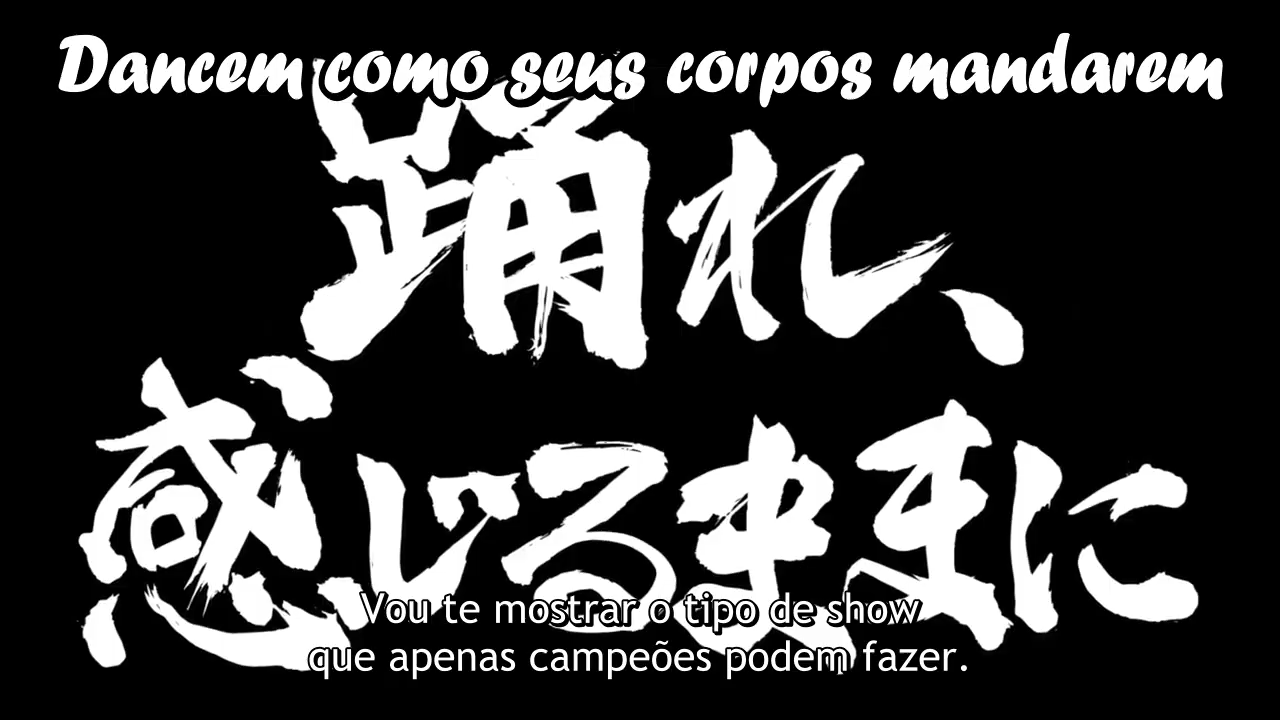 Dancem como seus corpos mandarem
踊れ、
感じるままに
Vou te mostrar o tipo de show
que apenas campeões podem fazer.